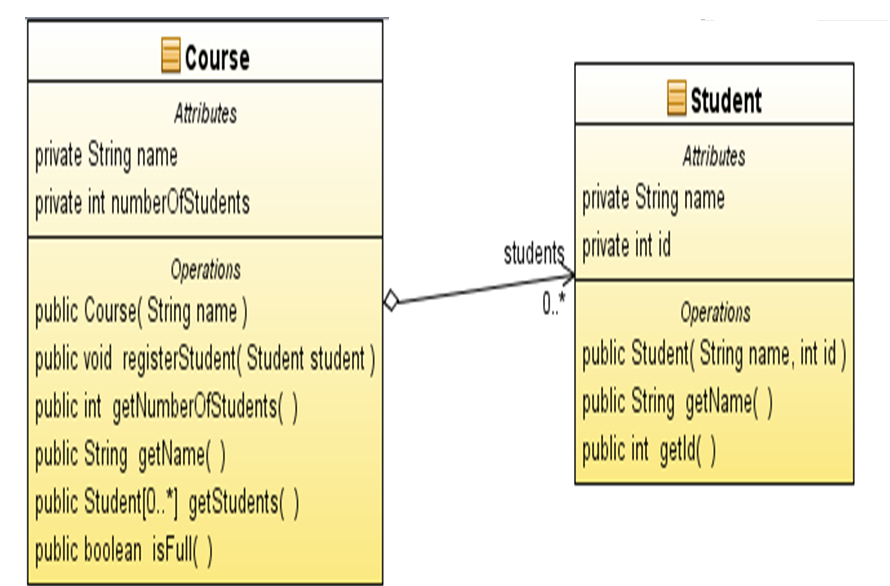 Course
Attributes
private String name
private int numberOfStudents
Operations
public Course( String name )
public void registerStudent( Student student )
public int getNumberOfStudents( )
public String getName( )
public Student[0..*] getStudents( )
public boolean isFull( )
students
0..*
Student
Attributes
private String name
private int id
Operations
public Student( String name, int id )
public String getName( )
public int getId( )